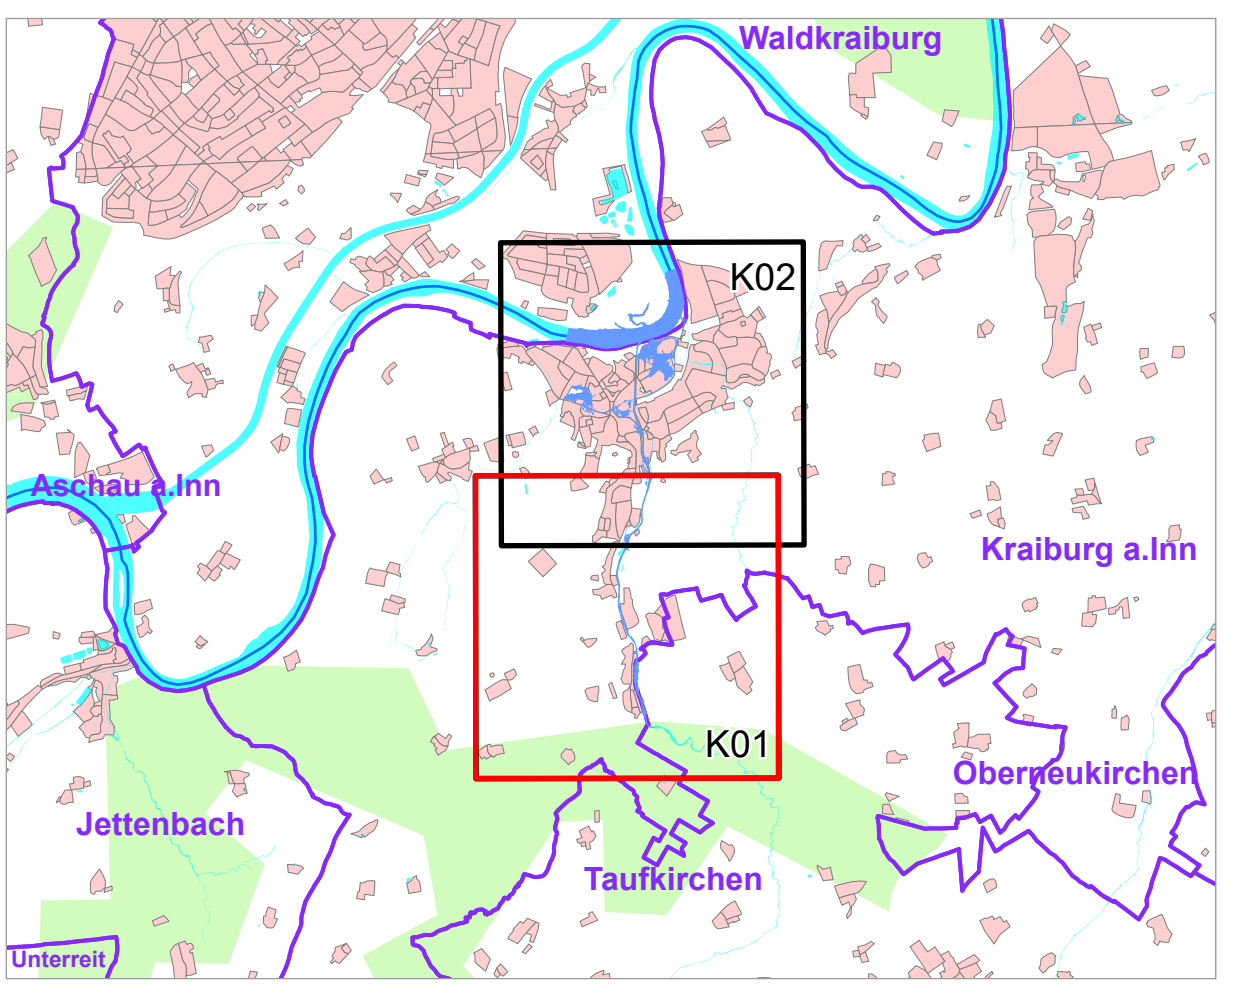 Waldkraiburg
K02
Aschau a.Inn
Kraiburg a.Inn
K01
Oberneukirchen
Jettenbach
Taufkirchen
Unterreit